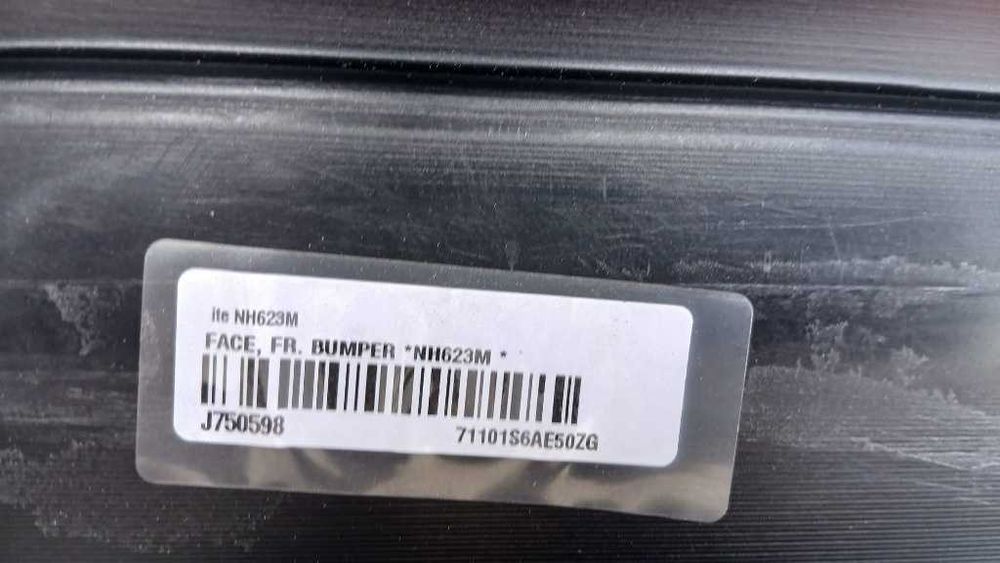 ite NH623M
FACE, FR. BUMPER *NH623M *
J750598
71101S6AE50ZG